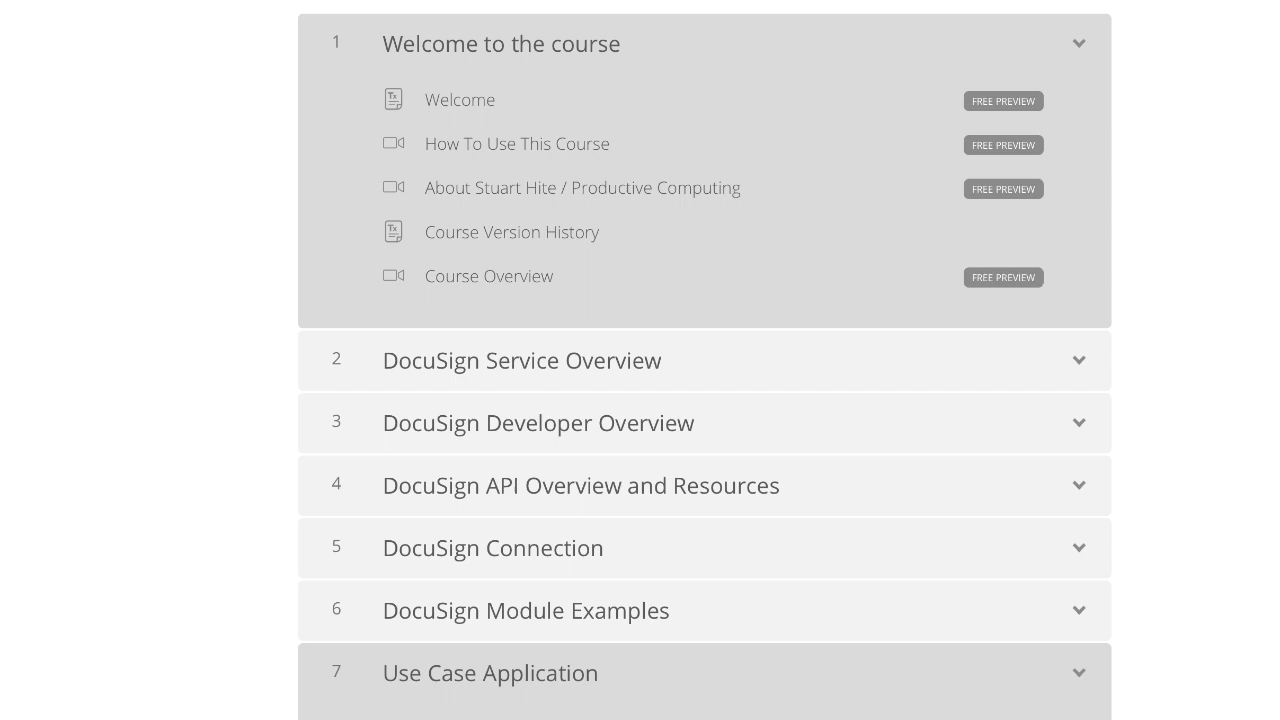 1 Welcome to the course
Tx Welcome FREE PREVIEW
How To Use This Course FREE PREVIEW
About Stuart Hite / Productive Computing FREE PREVIEW
Tx Course Version History
Course Overview FREE PREVIEW
2 DocuSign Service Overview
3 DocuSign Developer Overview
4 DocuSign API Overview and Resources
5 DocuSign Connection
6 DocuSign Module Examples
7 Use Case Application